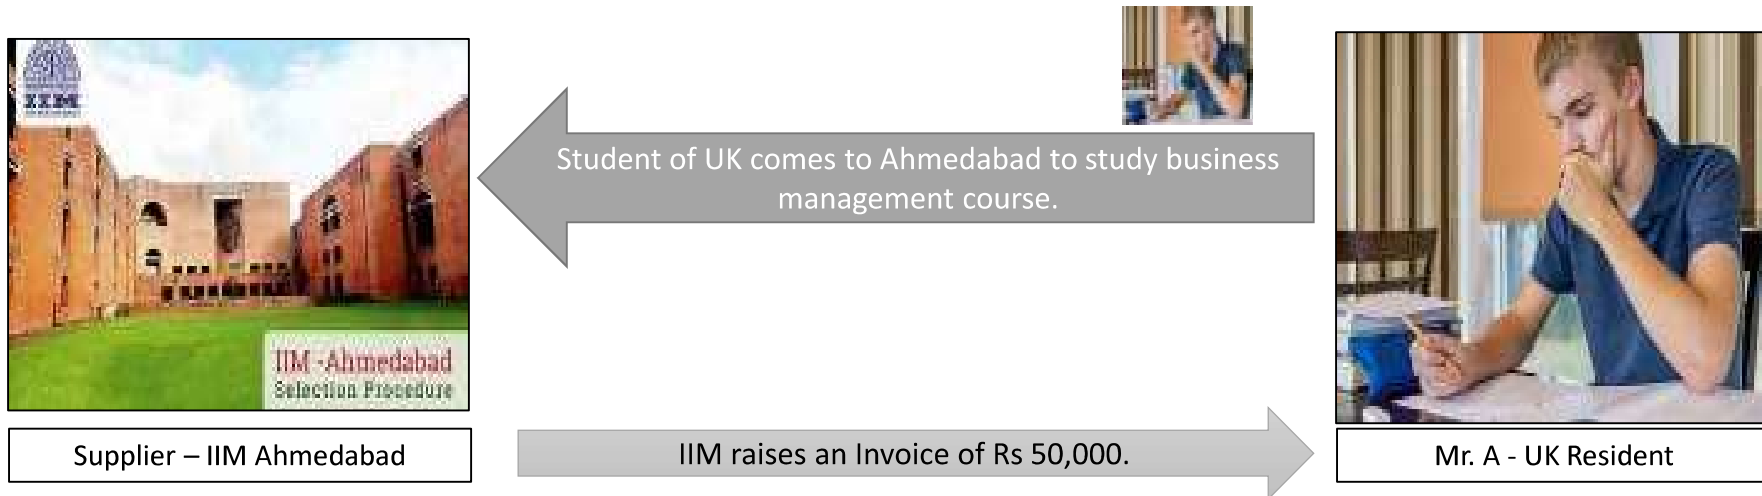 IIM
IIM -Ahmedabad
Selection Procedure
Student of UK comes to Ahmedabad to study business
management course.
Supplier – IIM Ahmedabad
IIM raises an Invoice of Rs 50,000.
Mr. A - UK Resident